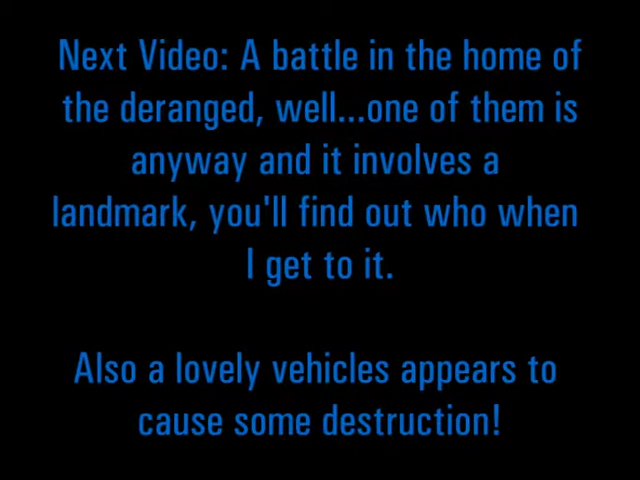 Next Video: A battle in the home of
the deranged, well...one of them is
anyway and it involves a
landmark, you'll find out who when
I get to it.
Also a lovely vehicles appears to
cause some destruction!